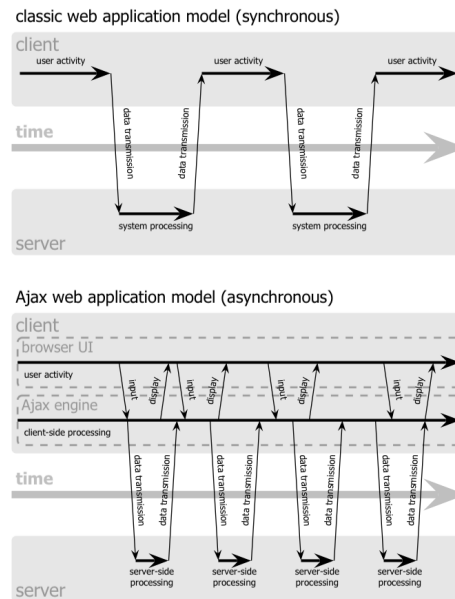 classic web application model (synchronous)
client
user activity
user activity
user activity
data transmission
data transmission
data transmission
data transmission
time
system processing
system processing
server
Ajax web application model (asynchronous)
client
browser UI
user activity
input
display
input
display
input
display
input
display
Ajax engine
client-side processing
data transmission
data transmission
data transmission
data transmission
data transmission
data transmission
data transmission
data transmission
time
server-side
processing
server-side
processing
server-side
processing
server-side
processing
server